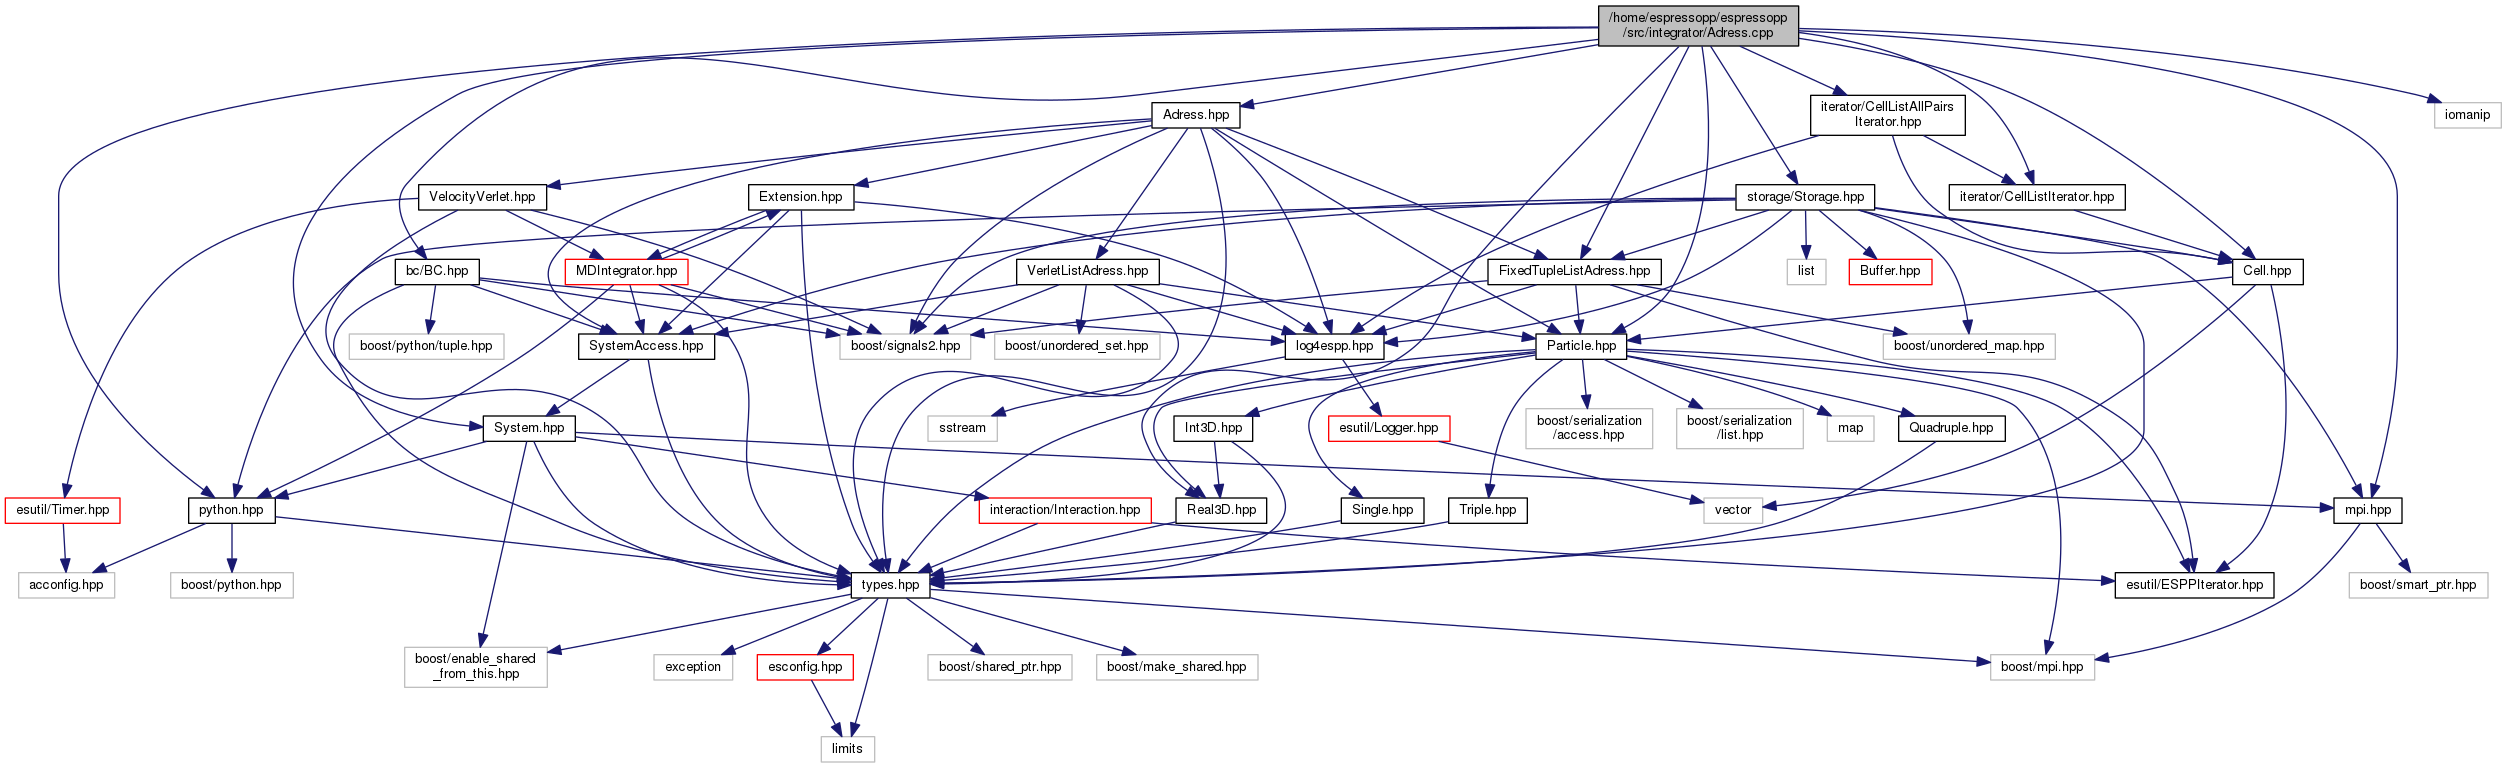 /home/espressopp/espressopp
/src/integrator/Adress.cpp
Adress.hpp
iterator/CellListAllPairs
Iterator.hpp
iomanip
VelocityVerlet.hpp
Extension.hpp
storage/Storage.hpp
iterator/CellListIterator.hpp
bc/BC.hpp
MDIntegrator.hpp
VerletListAdress.hpp
FixedTupleListAdress.hpp
list
Buffer.hpp
Cell.hpp
boost/python/tuple.hpp
SystemAccess.hpp
boost/signals2.hpp
boost/unordered_set.hpp
log4espp.hpp
Particle.hpp
boost/unordered_map.hpp
System.hpp
sstream
Int3D.hpp
esutil/Logger.hpp
boost/serialization
/access.hpp
boost/serialization
/list.hpp
map
Quadruple.hpp
esutil/Timer.hpp
python.hpp
interaction/Interaction.hpp
Real3D.hpp
Single.hpp
Triple.hpp
vector
mpi.hpp
acconfig.hpp
boost/python.hpp
types.hpp
esutil/ESPPIterator.hpp
boost/smart_ptr.hpp
boost/enable_shared
_from_this.hpp
exception
esconfig.hpp
boost/shared_ptr.hpp
boost/make_shared.hpp
boost/mpi.hpp
limits